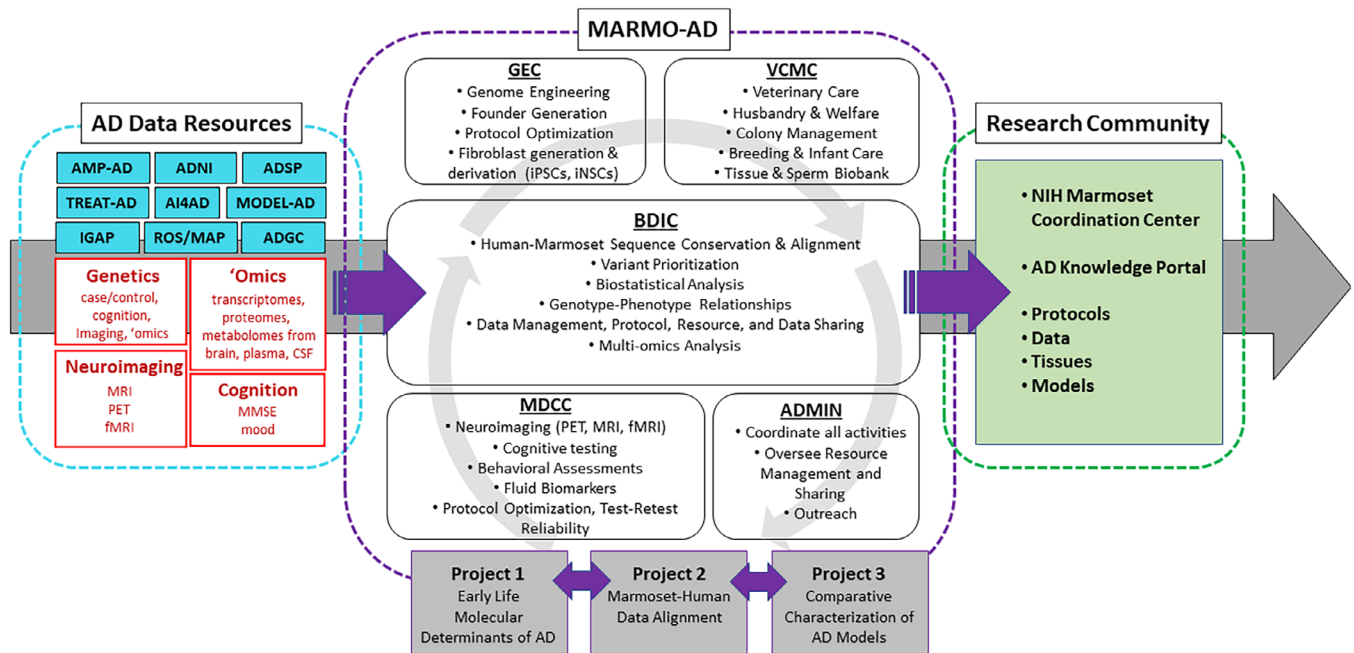 MARMO-AD
AD Data Resources
AMP-AD
ADNI
ADSP
TREAT-AD
AI4AD
MODEL-AD
IGAP
ROS/MAP
ADGC
Genetics
case/control,
cognition,
Imaging, ‘omics
‘Omics
transcriptomes,
proteomes,
metabolomes from
brain, plasma, CSF
Neuroimaging
MRI
PET
fMRI
Cognition
MMSE
mood
GEC
• Genome Engineering
• Founder Generation
• Protocol Optimization
• Fibroblast generation &
derivation (iPSCs, iNSCs)
VCMC
• Veterinary Care
• Husbandry & Welfare
• Colony Management
• Breeding & Infant Care
• Tissue & Sperm Biobank
BDIC
• Human-Marmoset Sequence Conservation & Alignment
• Variant Prioritization
• Biostatistical Analysis
• Genotype-Phenotype Relationships
• Data Management, Protocol, Resource, and Data Sharing
• Multi-omics Analysis
MDCC
• Neuroimaging (PET, MRI, fMRI)
• Cognitive testing
• Behavioral Assessments
• Fluid Biomarkers
• Protocol Optimization, Test-Retest
Reliability
ADMIN
• Coordinate all activities
• Oversee Resource
Management and
Sharing
• Outreach
Project 1
Early Life
Molecular
Determinants of AD
Project 2
Marmoset-Human
Data Alignment
Project 3
Comparative
Characterization of
AD Models
Research Community
• NIH Marmoset
Coordination Center
• AD Knowledge Portal
• Protocols
• Data
• Tissues
• Models